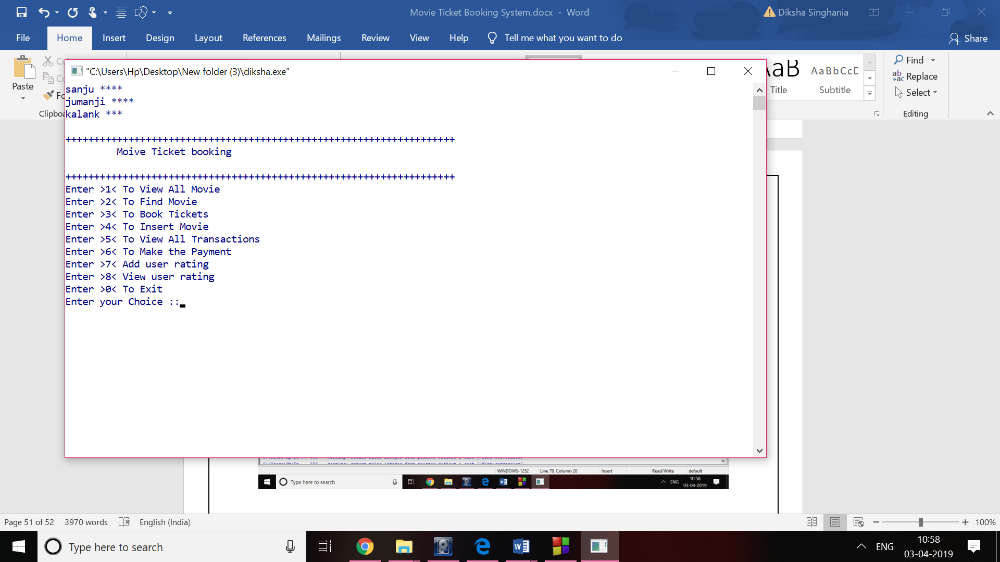 Movie Ticket Booking System.docx - Word
Diksha Singhania
File Home Insert Design Layout References Mailings Review View Help Tell me what you want to do Share
Paste
Clipboa
AaB
Title
AaBbCcD
Subtitle
Find
Replace
Select
Editing
"C:\Users\Hp\Desktop\New folder (3)\diksha.exe"
sanju ****
jumanji ****
kalank ***
++++++++++++++++++++++++++++++++++++++++++++++++++++++++++++++++++++
Moive Ticket booking
++++++++++++++++++++++++++++++++++++++++++++++++++++++++++++++++++++
Enter >1< To View All Movie
Enter >2< To Find Movie
Enter >3< To Book Tickets
Enter >4< To Insert Movie
Enter >5< To View All Transactions
Enter >6< To Make the Payment
Enter >7< Add user rating
Enter >8< View user rating
Enter >0< To Exit
Enter your Choice ::
WINDOWS-1252 Line 79, Column 20 Insert Read/Write default
Type here to search
ENG
10:58
03-04-2019
Page 51 of 52 3970 words English (India)
100%
Type here to search
ENG
10:58
03-04-2019